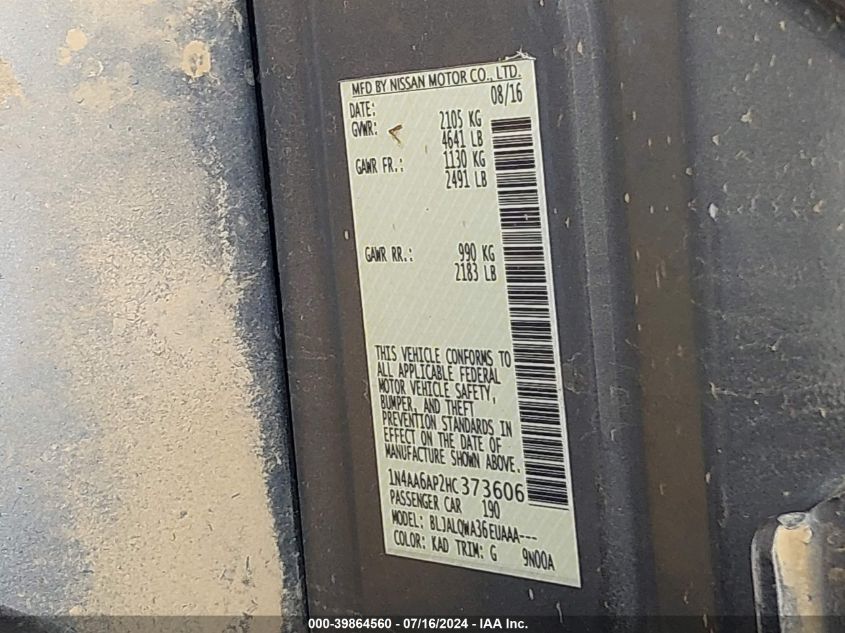 MFD BY NISSAN MOTOR CO., LTD.
DATE: 08/16
GVWR: 2105 KG
4641 LB
GAWR FR.: 1130 KG
2491 LB
GAWR RR.: 990 KG
2183 LB
THIS VEHICLE CONFORMS TO
ALL APPLICABLE FEDERAL
MOTOR VEHICLE SAFETY,
BUMPER, AND THEFT
PREVENTION STANDARDS IN
EFFECT ON THE DATE OF
MANUFACTURE SHOWN ABOVE.
1N4AA6AP2HC373606
PASSENGER CAR 190
MODEL: BLJALQWA36EUAAA---
COLOR: KAD TRIM: G 9N00A
000-39864560 - 07/16/2024 - IAA Inc.